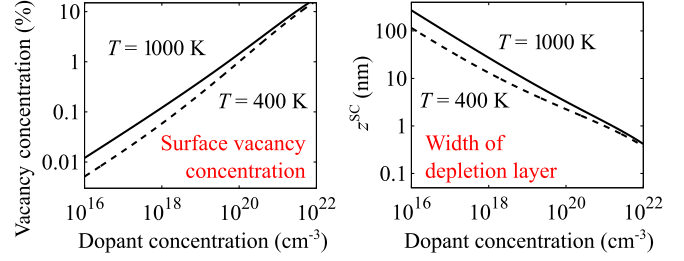 Vacancy concentration (%)
10
1
0.1
0.01
T = 1000 K
T = 400 K
Surface vacancy
concentration
10^16 10^18 10^20 10^22
Dopant concentration (cm^-3)
z^SC (nm)
100
10
1
0.1
T = 1000 K
T = 400 K
Width of
depletion layer
10^16 10^18 10^20 10^22
Dopant concentration (cm^-3)